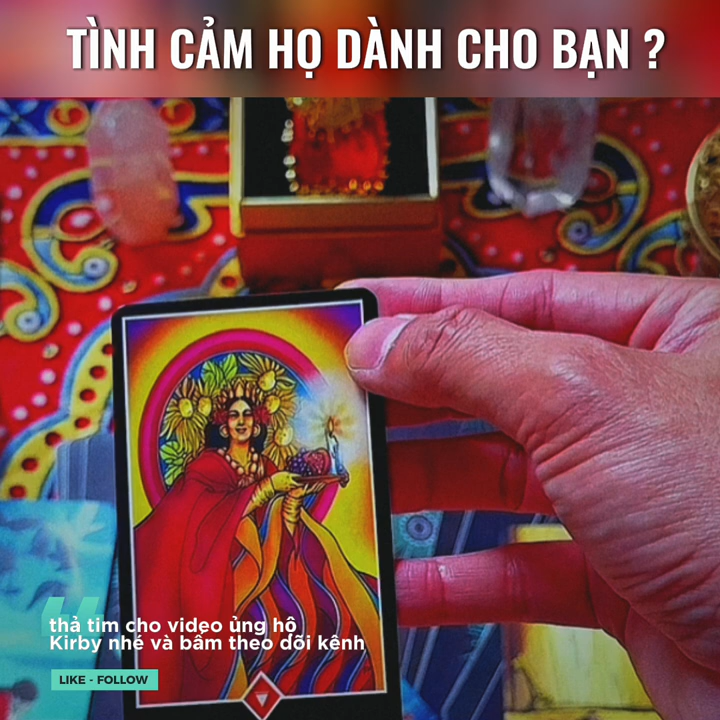 TÌNH CẢM HỌ DÀNH CHO BẠN ?
thả tim cho video ủng hộ
Kirby nhé và bấm theo dõi kênh
LIKE - FOLLOW